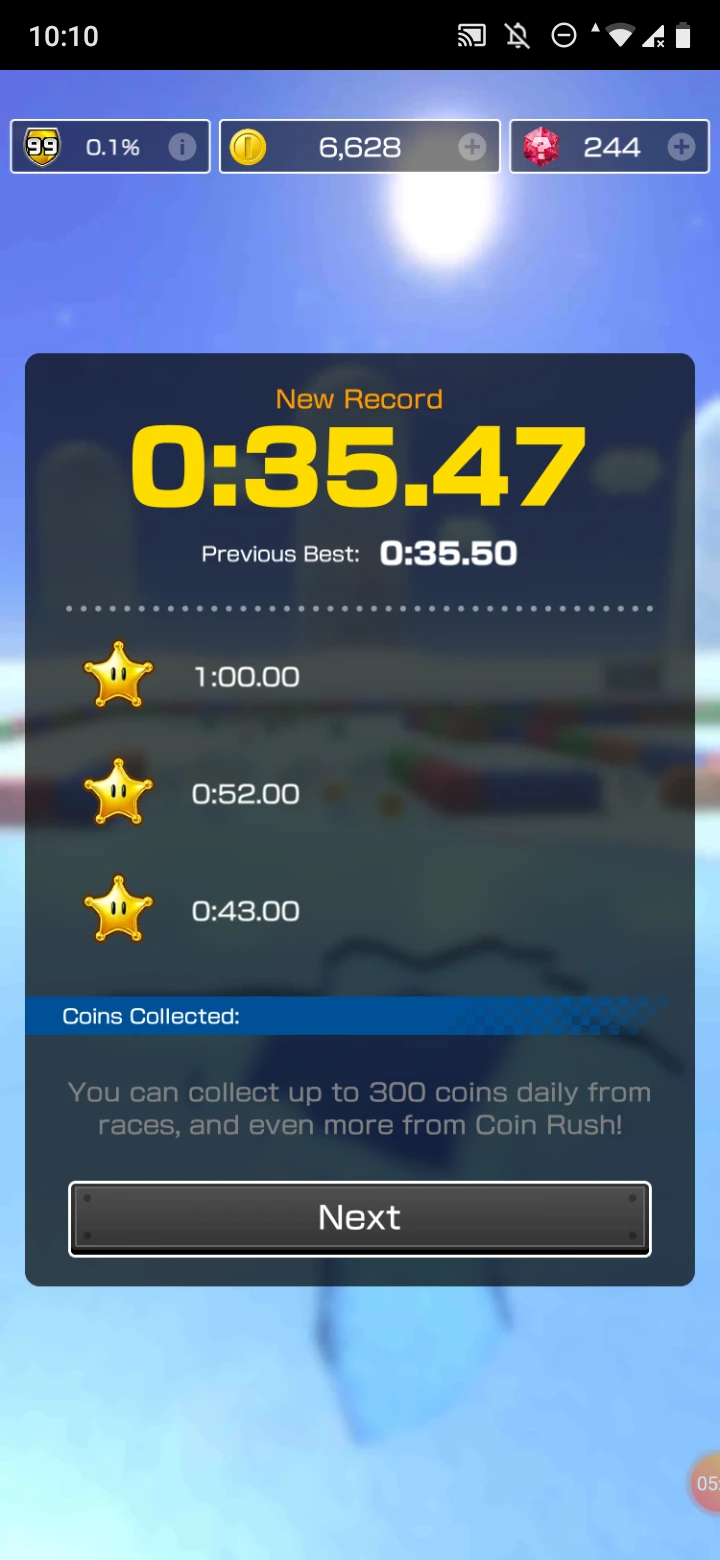 10:10
99 0.1% i 6,628 + ? 244 +
New Record
0:35.47
Previous Best: 0:35.50
1:00.00
0:52.00
0:43.00
Coins Collected:
You can collect up to 300 coins daily from
races, and even more from Coin Rush!
Next
05: